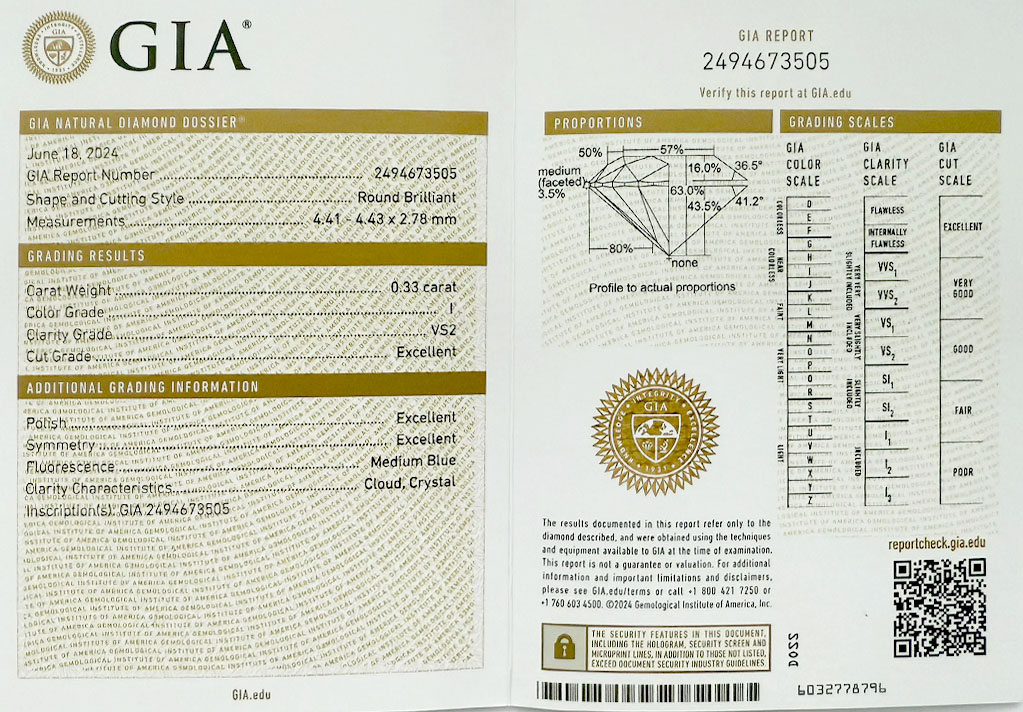 GIA®
GIA NATURAL DIAMOND DOSSIER®
June 18, 2024
GIA Report Number 2494673505
Shape and Cutting Style Round Brilliant
Measurements 4.41 - 4.43 x 2.78 mm
GRADING RESULTS
Carat Weight 0.33 carat
Color Grade I
Clarity Grade VS2
Cut Grade Excellent
ADDITIONAL GRADING INFORMATION
Polish Excellent
Symmetry Excellent
Fluorescence Medium Blue
Clarity Characteristics Cloud, Crystal
Inscription(s): GIA 2494673505
GIA.edu
GIA REPORT
2494673505
Verify this report at GIA.edu
PROPORTIONS
50%
57%
medium
(faceted)
3.5%
16.0%
36.5°
63.0%
43.5%
41.2°
80%
none
Profile to actual proportions
GIA
INTEGRITY
EXCELLENCE
1931
KNOWLEDGE
The results documented in this report refer only to the
diamond described, and were obtained using the techniques
and equipment available to GIA at the time of examination.
This report is not a guarantee or valuation. For additional
information and important limitations and disclaimers,
please see GIA.edu/terms or call +1 800 421 7250 or
+1 760 603 4500. ©2024 Gemological Institute of America, Inc.
THE SECURITY FEATURES IN THIS DOCUMENT,
INCLUDING THE HOLOGRAM, SECURITY SCREEN AND
MICROPRINT LINES, IN ADDITION TO THOSE NOT LISTED,
EXCEED DOCUMENT SECURITY INDUSTRY GUIDELINES.
GRADING SCALES
GIA
COLOR
SCALE
COLORLESS
D
E
F
NEAR COLORLESS
G
H
I
J
FAINT
K
L
M
VERY LIGHT
N
O
P
Q
R
LIGHT
S
T
U
V
W
X
Y
Z
GIA
CLARITY
SCALE
FLAWLESS
INTERNALLY
FLAWLESS
VERY VERY
SLIGHTLY INCLUDED
VVS1
VVS2
VERY SLIGHTLY
INCLUDED
VS1
VS2
SLIGHTLY
INCLUDED
SI1
SI2
INCLUDED
I1
I2
I3
GIA
CUT
SCALE
EXCELLENT
VERY
GOOD
GOOD
FAIR
POOR
reportcheck.gia.edu
D022
6032778796